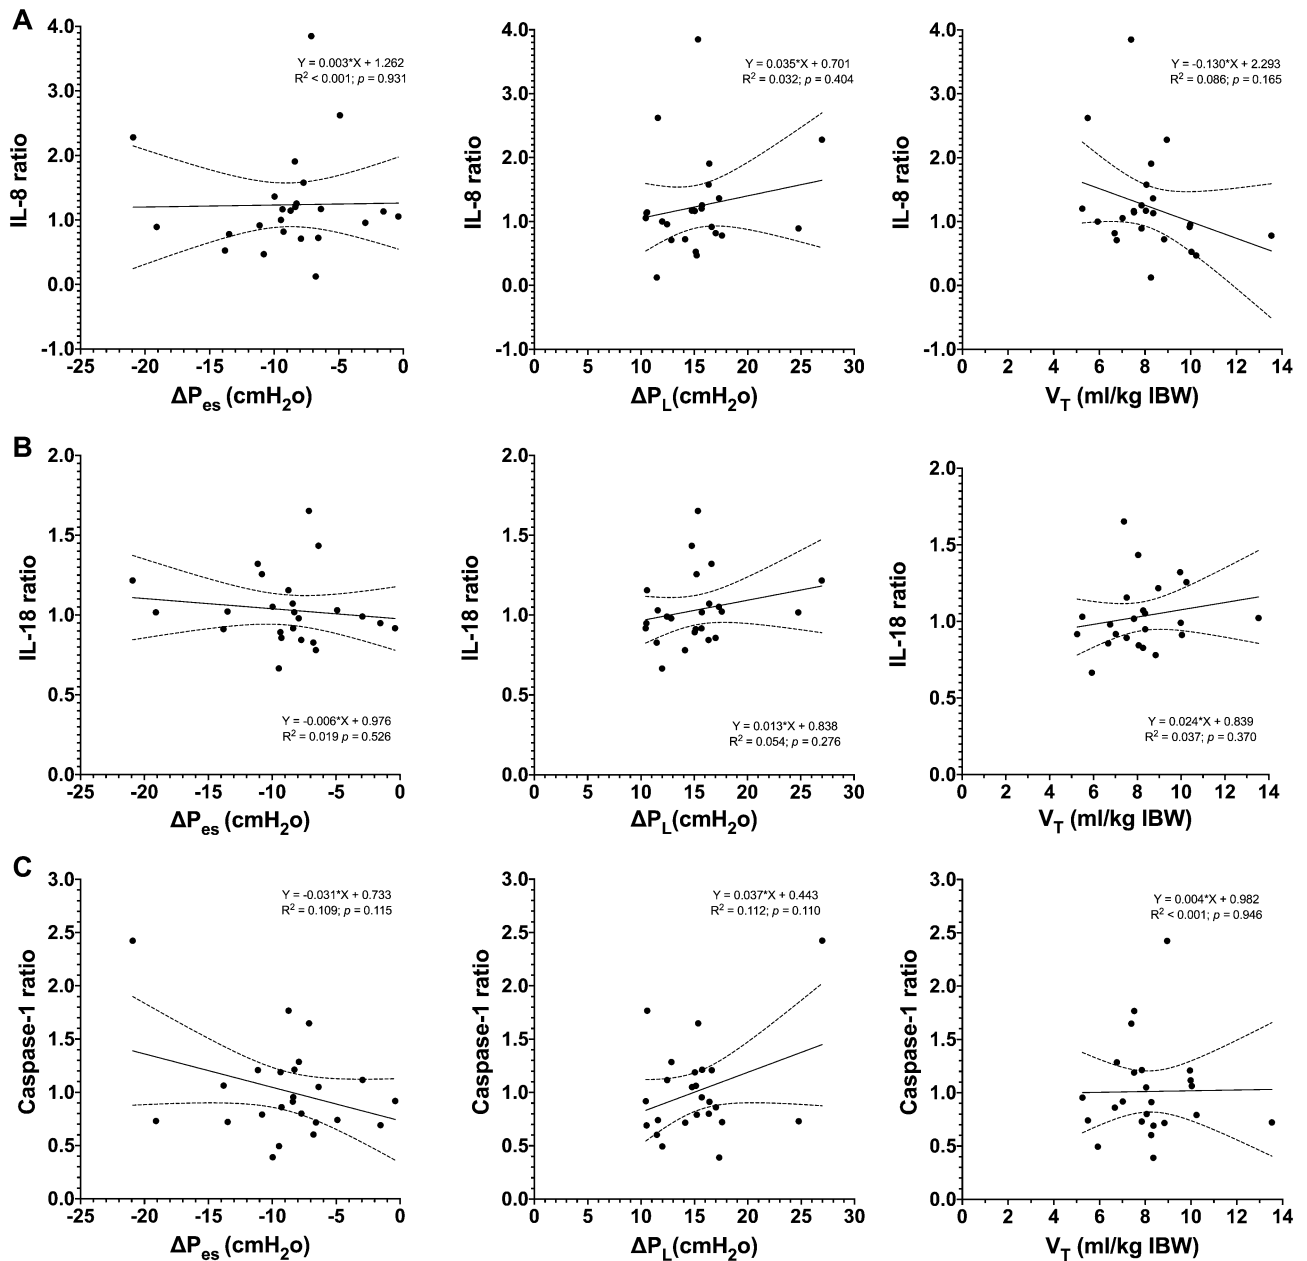 A
4.0
3.0
2.0
1.0
0.0
-1.0
IL-8 ratio
-25 -20 -15 -10 -5 0
ΔPes (cmH2o)
Y = 0.003*X + 1.262
R2 < 0.001; p = 0.931
4.0
3.0
2.0
1.0
0.0
-1.0
IL-8 ratio
0 5 10 15 20 25 30
ΔPL(cmH2o)
Y = 0.035*X + 0.701
R2 = 0.032; p = 0.404
4.0
3.0
2.0
1.0
0.0
-1.0
IL-8 ratio
0 2 4 6 8 10 12 14
VT (ml/kg IBW)
Y = -0.130*X + 2.293
R2 = 0.086; p = 0.165
B
2.0
1.5
1.0
0.5
0.0
IL-18 ratio
-25 -20 -15 -10 -5 0
ΔPes (cmH2o)
Y = -0.006*X + 0.976
R2 = 0.019 p = 0.526
2.0
1.5
1.0
0.5
0.0
IL-18 ratio
0 5 10 15 20 25 30
ΔPL(cmH2o)
Y = 0.013*X + 0.838
R2 = 0.054; p = 0.276
2.0
1.5
1.0
0.5
0.0
IL-18 ratio
0 2 4 6 8 10 12 14
VT (ml/kg IBW)
Y = 0.024*X + 0.839
R2 = 0.037; p = 0.370
C
3.0
2.5
2.0
1.5
1.0
0.5
0.0
Caspase-1 ratio
-25 -20 -15 -10 -5 0
ΔPes (cmH2o)
Y = -0.031*X + 0.733
R2 = 0.109; p = 0.115
3.0
2.5
2.0
1.5
1.0
0.5
0.0
Caspase-1 ratio
0 5 10 15 20 25 30
ΔPL(cmH2o)
Y = 0.037*X + 0.443
R2 = 0.112; p = 0.110
3.0
2.5
2.0
1.5
1.0
0.5
0.0
Caspase-1 ratio
0 2 4 6 8 10 12 14
VT (ml/kg IBW)
Y = 0.004*X + 0.982
R2 < 0.001; p = 0.946